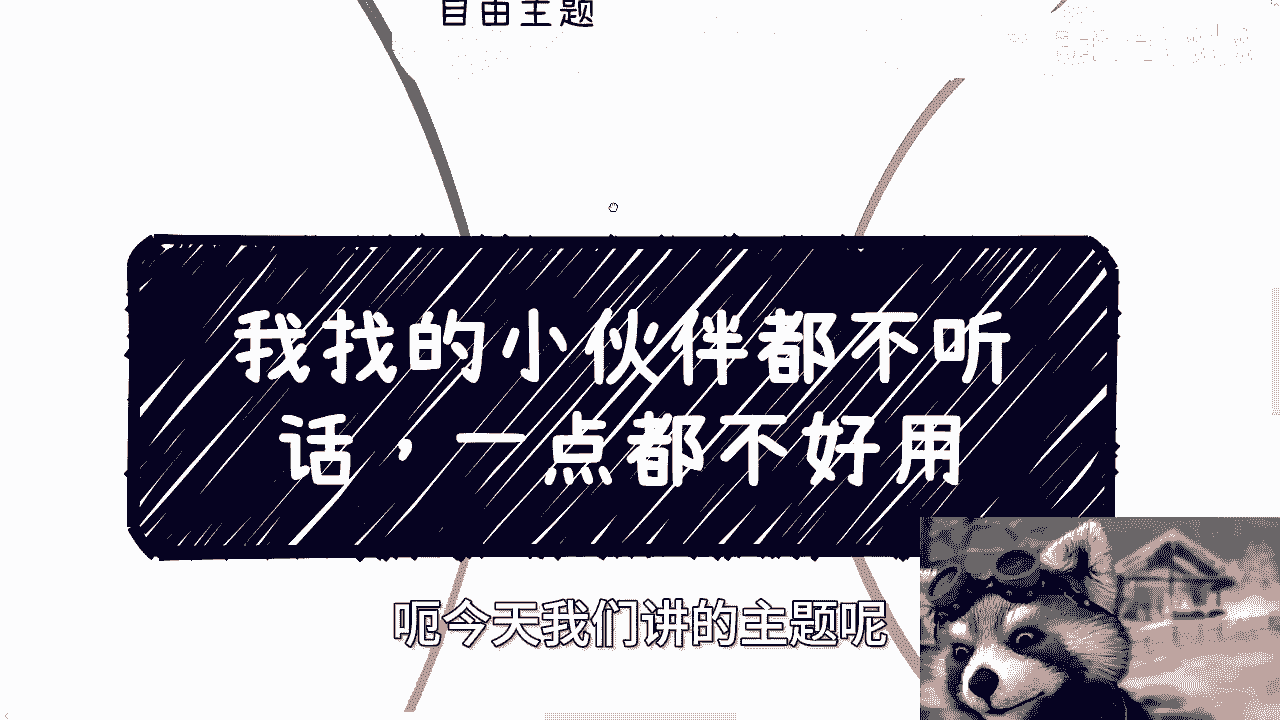 自由主题
我找的小伙伴都不听
话，一点都不好用
呃今天我们讲的主题呢